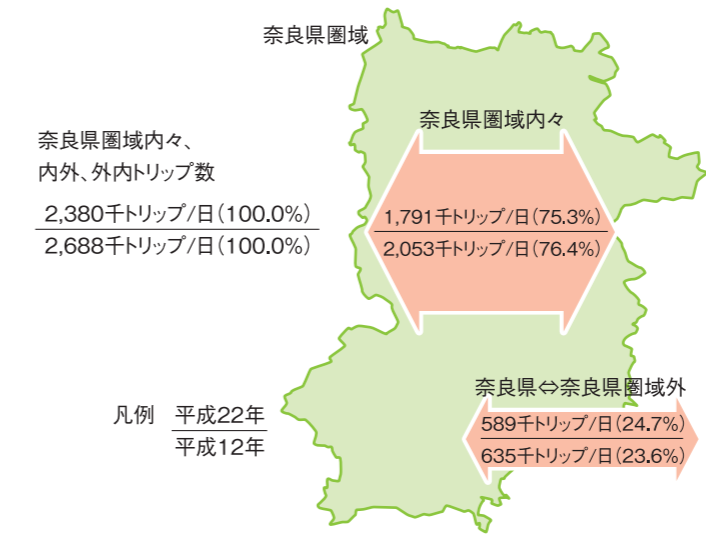 奈良県圏域
奈良県圏域内々
奈良県圏域内々、
内外、外内トリップ数
2,380千トリップ/日(100.0%)
2,688千トリップ/日(100.0%)
1,791千トリップ/日(75.3%)
2,053千トリップ/日(76.4%)
奈良県⇔奈良県圏域外
589千トリップ/日(24.7%)
635千トリップ/日(23.6%)
凡例 平成22年
平成12年